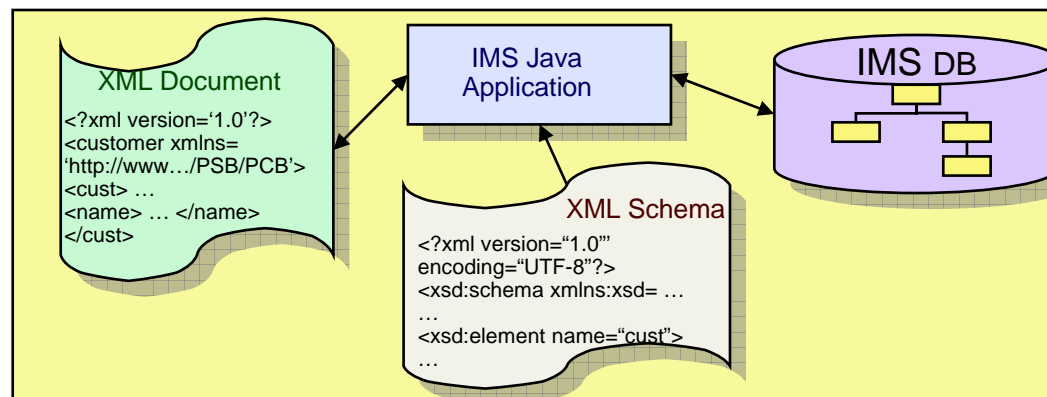 XML Document
<?xml version=‘1.0’?>
<customer xmlns=
‘http://www…/PSB/PCB’>
<cust> …
<name> … </name>
</cust>
IMS Java
Application
IMS DB
XML Schema
<?xml version=“1.0”’
encoding=“UTF-8”?>
<xsd:schema xmlns:xsd= …
…
<xsd:element name=“cust”>
…